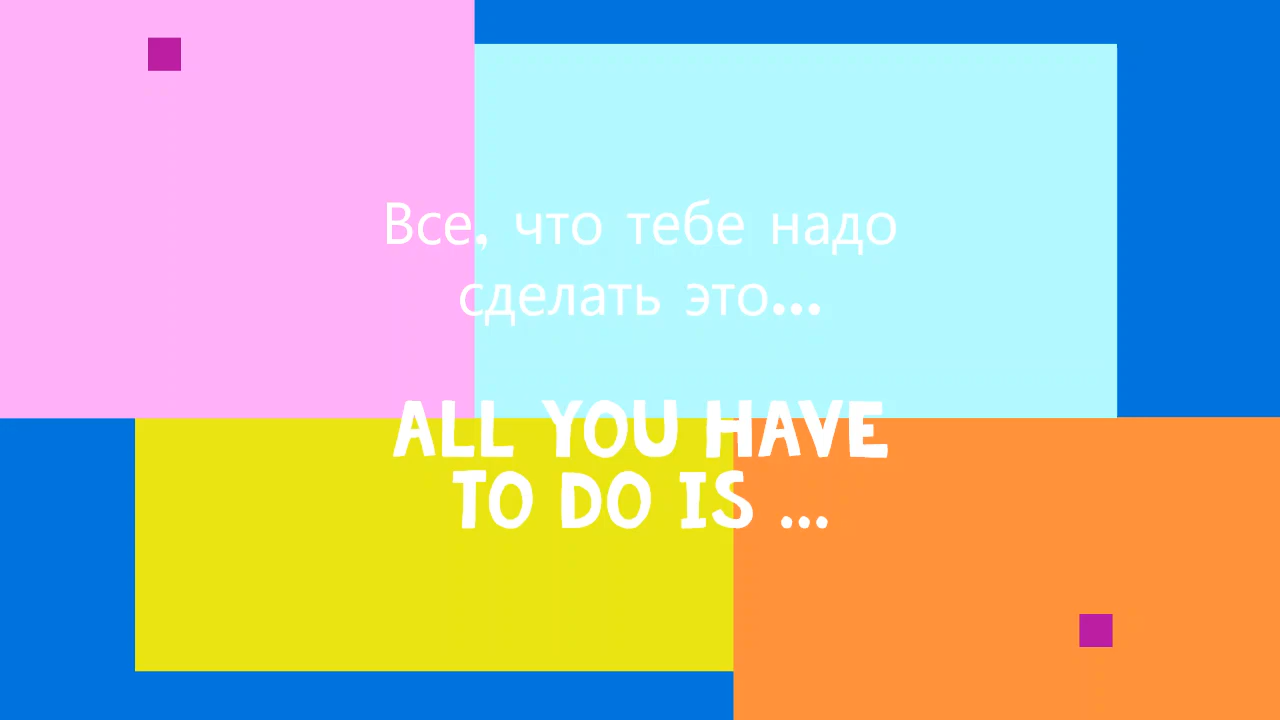 Все, что тебе надо
сделать это...
ALL YOU HAVE
TO DO IS ...